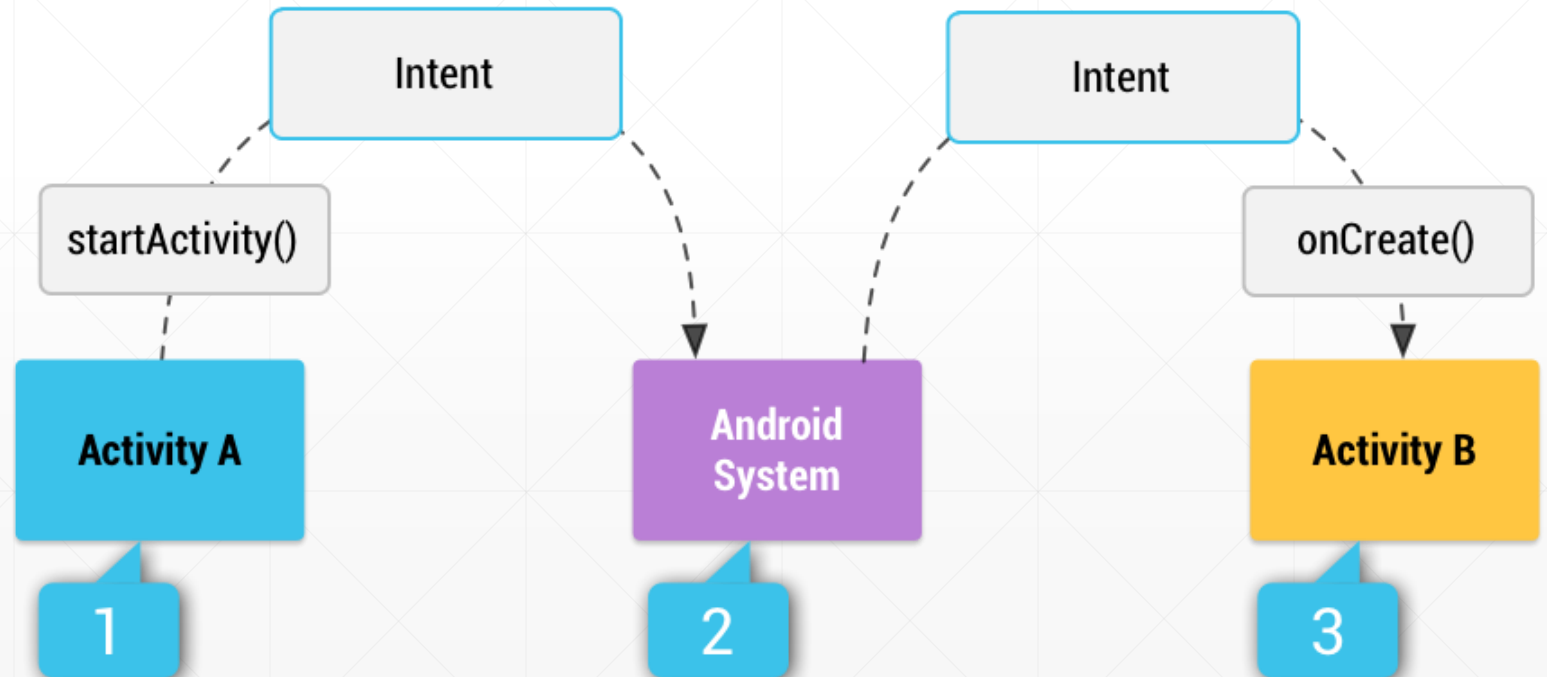 Intent
Intent
startActivity()
onCreate()
Activity A
Android
System
Activity B
1
2
3